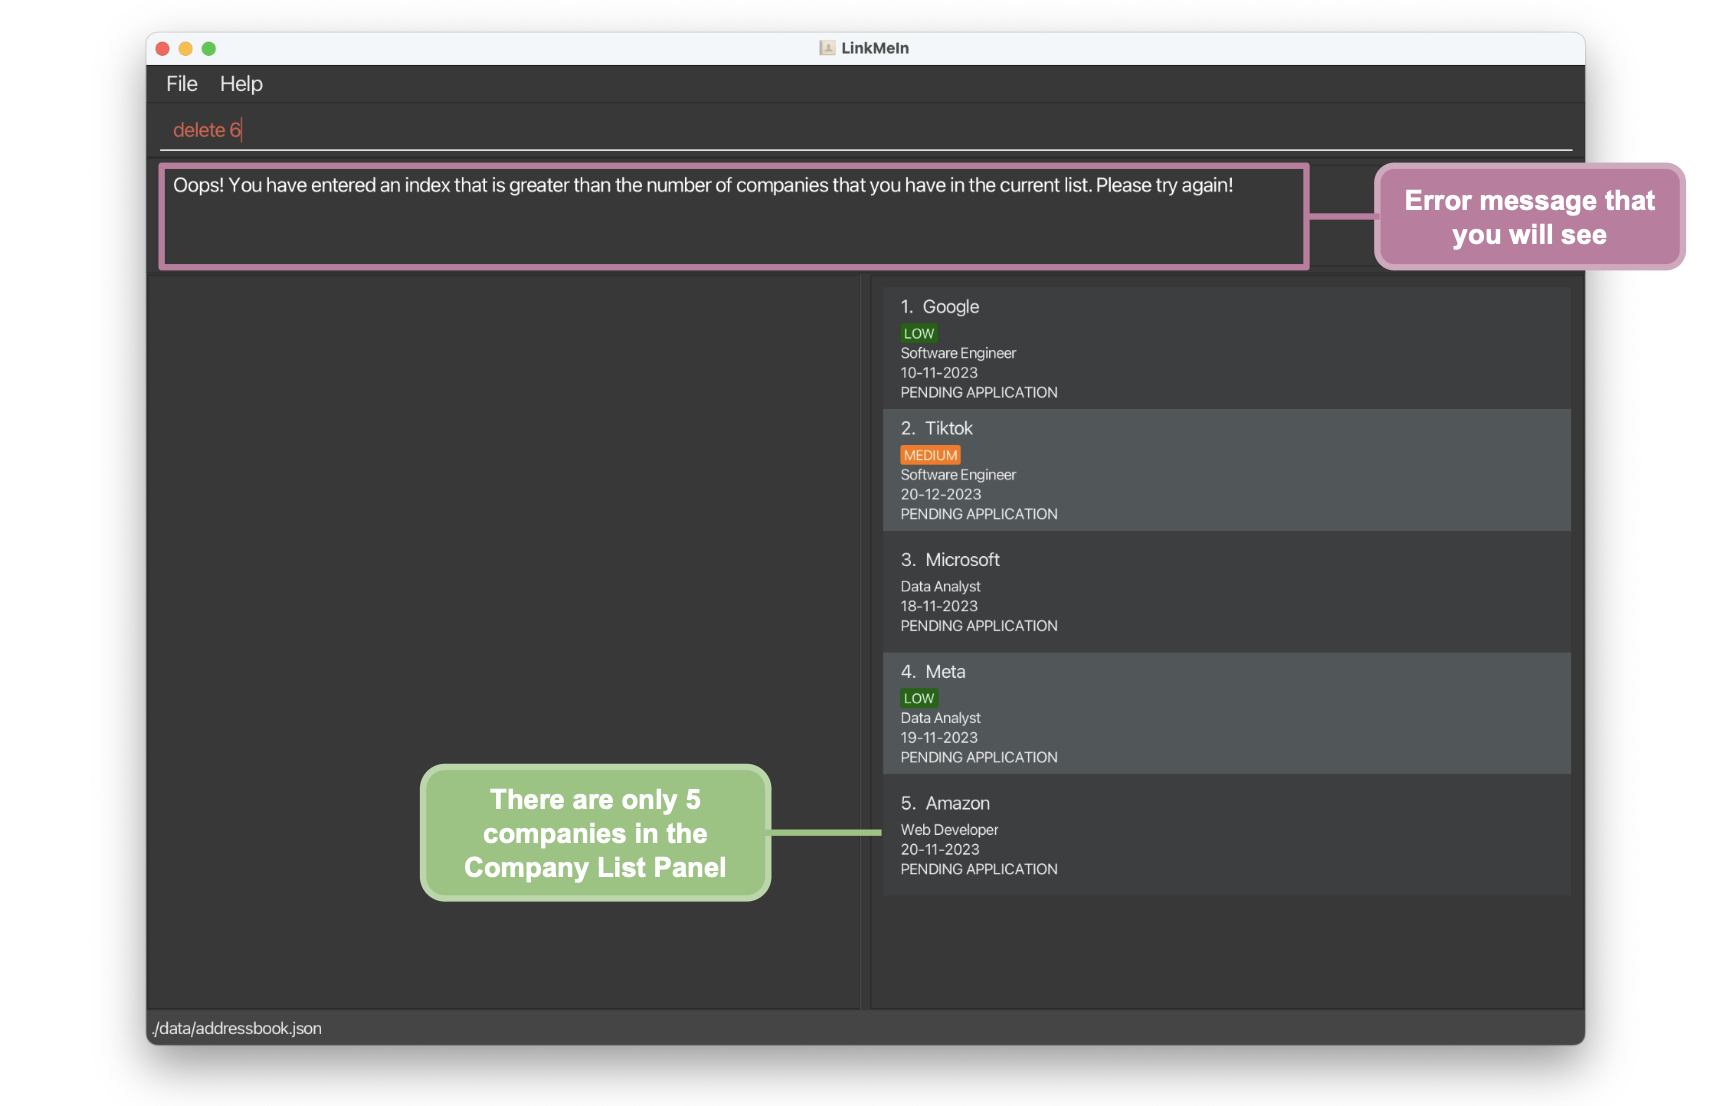 LinkMeIn
File Help
delete 6
Oops! You have entered an index that is greater than the number of companies that you have in the current list. Please try again!
Error message that
you will see
1. Google
LOW
Software Engineer
10-11-2023
PENDING APPLICATION
2. Tiktok
MEDIUM
Software Engineer
20-12-2023
PENDING APPLICATION
3. Microsoft
Data Analyst
18-11-2023
PENDING APPLICATION
4. Meta
LOW
Data Analyst
19-11-2023
PENDING APPLICATION
There are only 5
companies in the
Company List Panel
5. Amazon
Web Developer
20-11-2023
PENDING APPLICATION
./data/addressbook.json